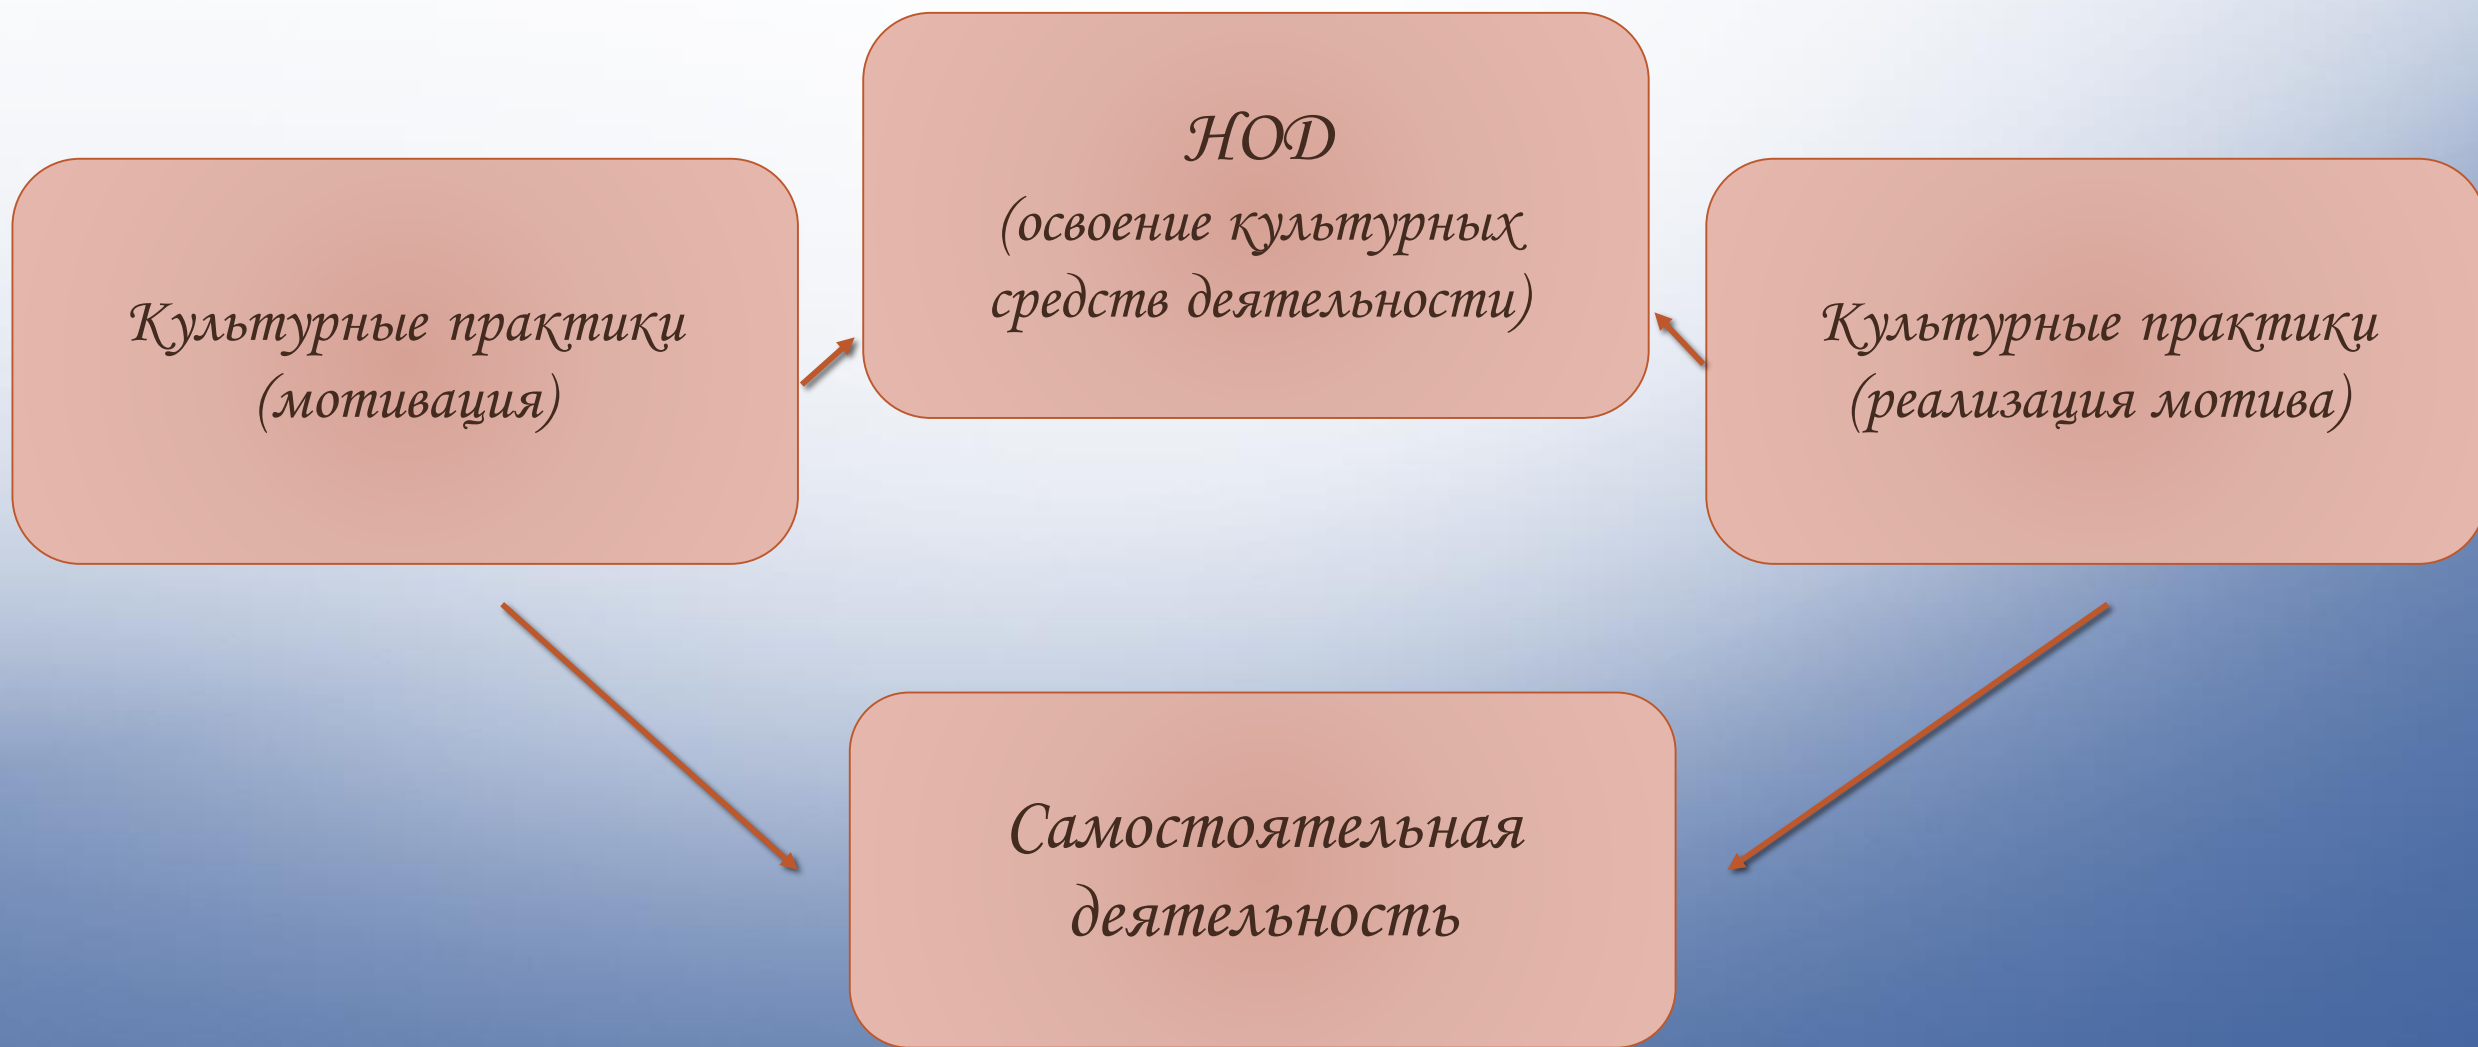 НОД
(освоение культурных
средств деятельности)
Культурные практики
(мотивация)
Культурные практики
(реализация мотива)
Самостоятельная
деятельность